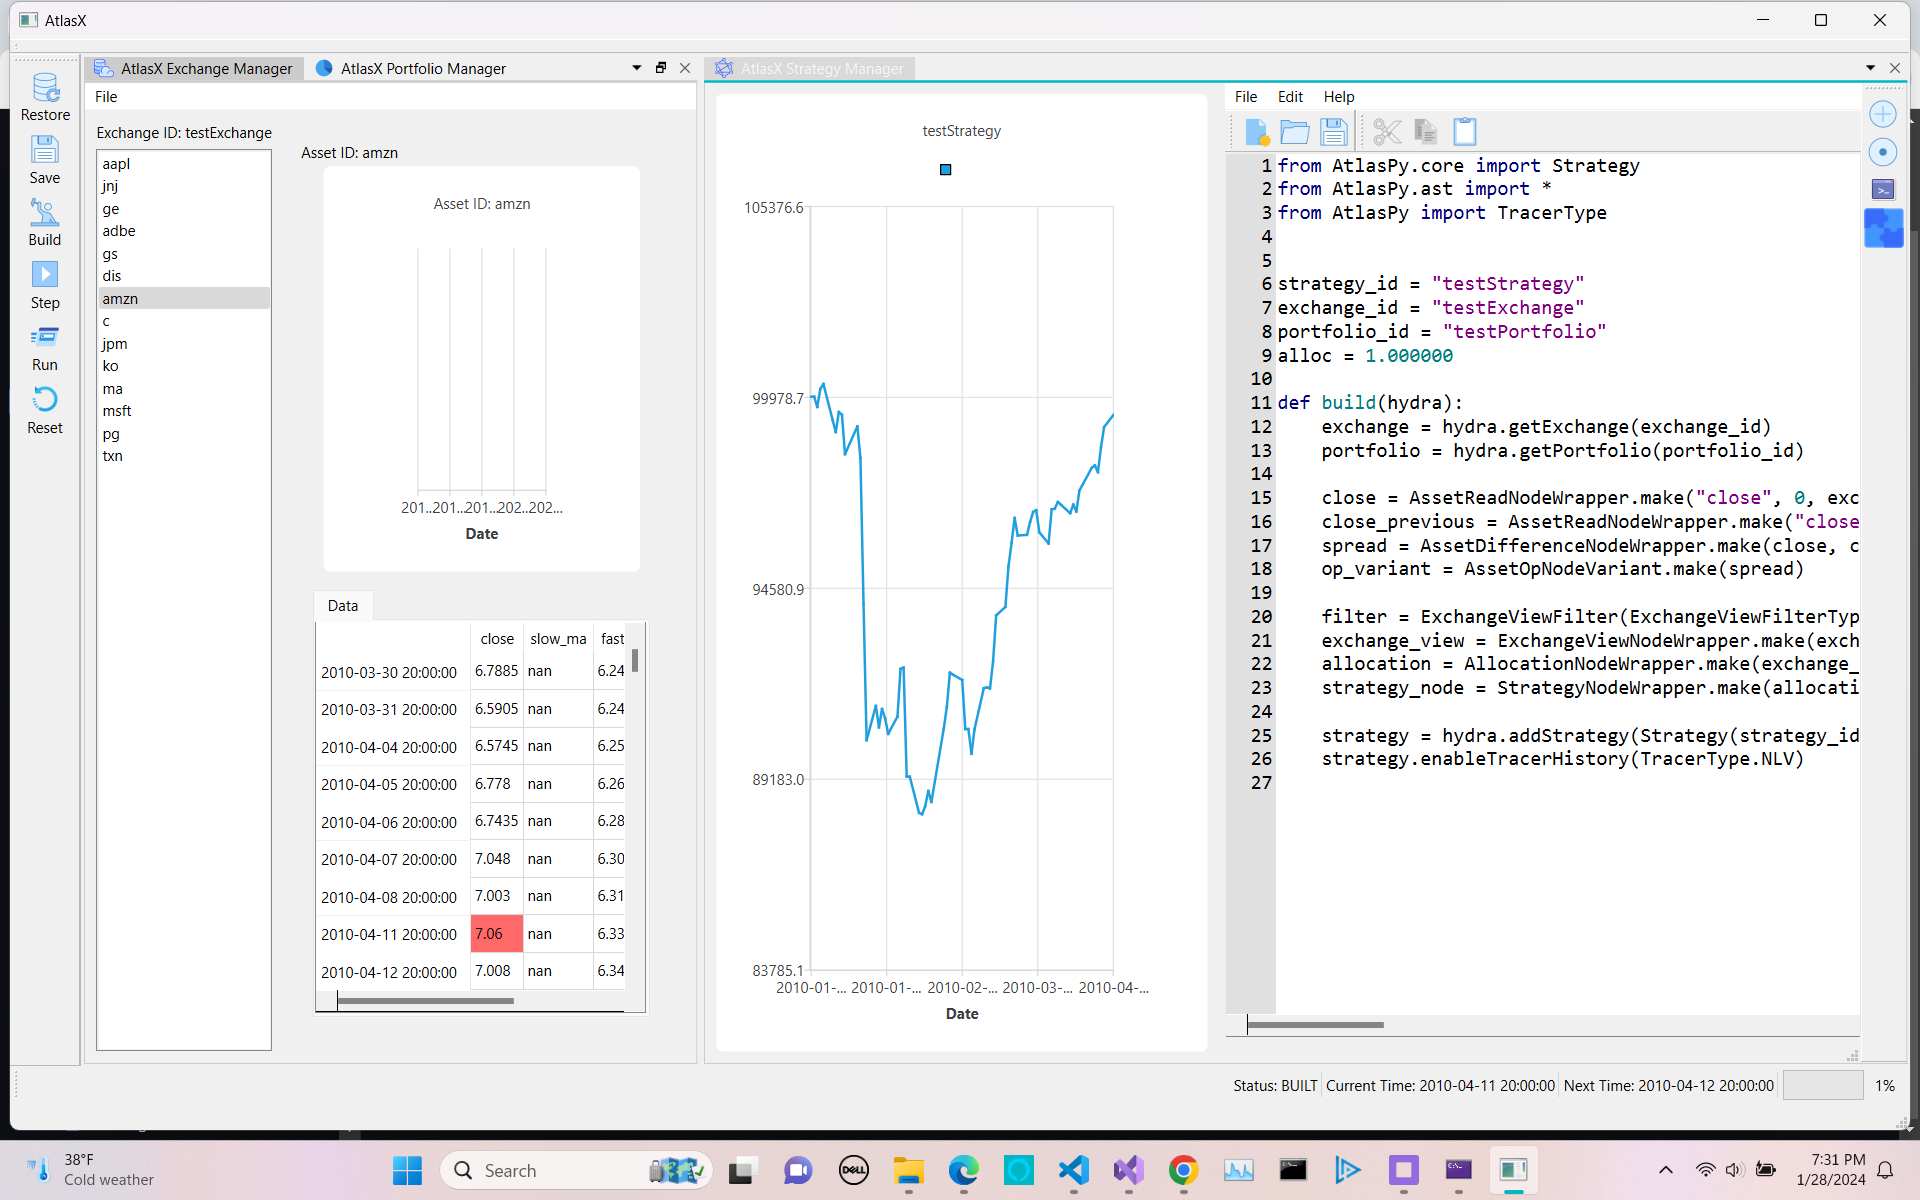 AtlasX
Restore
Save
Build
Step
Run
Reset
AtlasX Exchange Manager
AtlasX Portfolio Manager
File
Exchange ID: testExchange
aapl
jnj
ge
adbe
gs
dis
amzn
c
jpm
ko
ma
msft
pg
txn
Asset ID: amzn
Asset ID: amzn
201... 201... 201... 202... 202...
Date
Data
close slow_ma fast
2010-03-30 20:00:00 6.7885 nan 6.24
2010-03-31 20:00:00 6.5905 nan 6.24
2010-04-04 20:00:00 6.5745 nan 6.25
2010-04-05 20:00:00 6.778 nan 6.26
2010-04-06 20:00:00 6.7435 nan 6.28
2010-04-07 20:00:00 7.048 nan 6.30
2010-04-08 20:00:00 7.003 nan 6.31
2010-04-11 20:00:00 7.06 nan 6.33
2010-04-12 20:00:00 7.008 nan 6.34
AtlasX Strategy Manager
testStrategy
105376.6
99978.7
94580.9
89183.0
83785.1
2010-01-... 2010-01-... 2010-02-... 2010-03-... 2010-04-...
Date
File Edit Help
1 from AtlasPy.core import Strategy
2 from AtlasPy.ast import *
3 from AtlasPy import TracerType
4
5
6 strategy_id = "testStrategy"
7 exchange_id = "testExchange"
8 portfolio_id = "testPortfolio"
9 alloc = 1.000000
10
11 def build(hydra):
12 exchange = hydra.getExchange(exchange_id)
13 portfolio = hydra.getPortfolio(portfolio_id)
14
15 close = AssetReadNodeWrapper.make("close", 0, exc
16 close_previous = AssetReadNodeWrapper.make("close
17 spread = AssetDifferenceNodeWrapper.make(close, c
18 op_variant = AssetOpNodeVariant.make(spread)
19
20 filter = ExchangeViewFilter(ExchangeViewFilterTyp
21 exchange_view = ExchangeViewNodeWrapper.make(exch
22 allocation = AllocationNodeWrapper.make(exchange_
23 strategy_node = StrategyNodeWrapper.make(allocati
24
25 strategy = hydra.addStrategy(Strategy(strategy_id
26 strategy.enableTracerHistory(TracerType.NLV)
27
Status: BUILT Current Time: 2010-04-11 20:00:00 Next Time: 2010-04-12 20:00:00 1%
38°F
Cold weather
Search
DELL
7:31 PM
1/28/2024